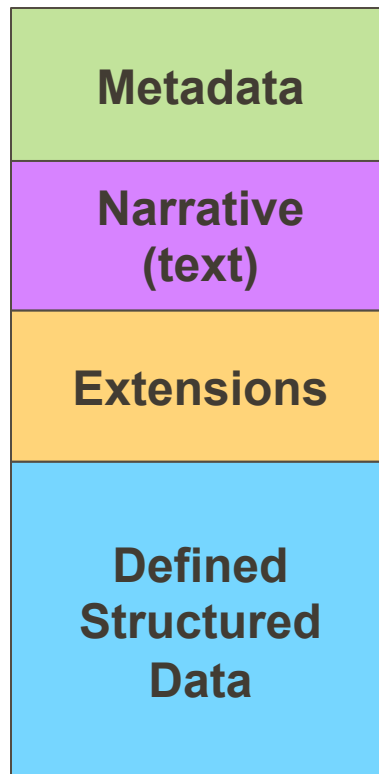 Metadata
Narrative
(text)
Extensions
Defined
Structured
Data